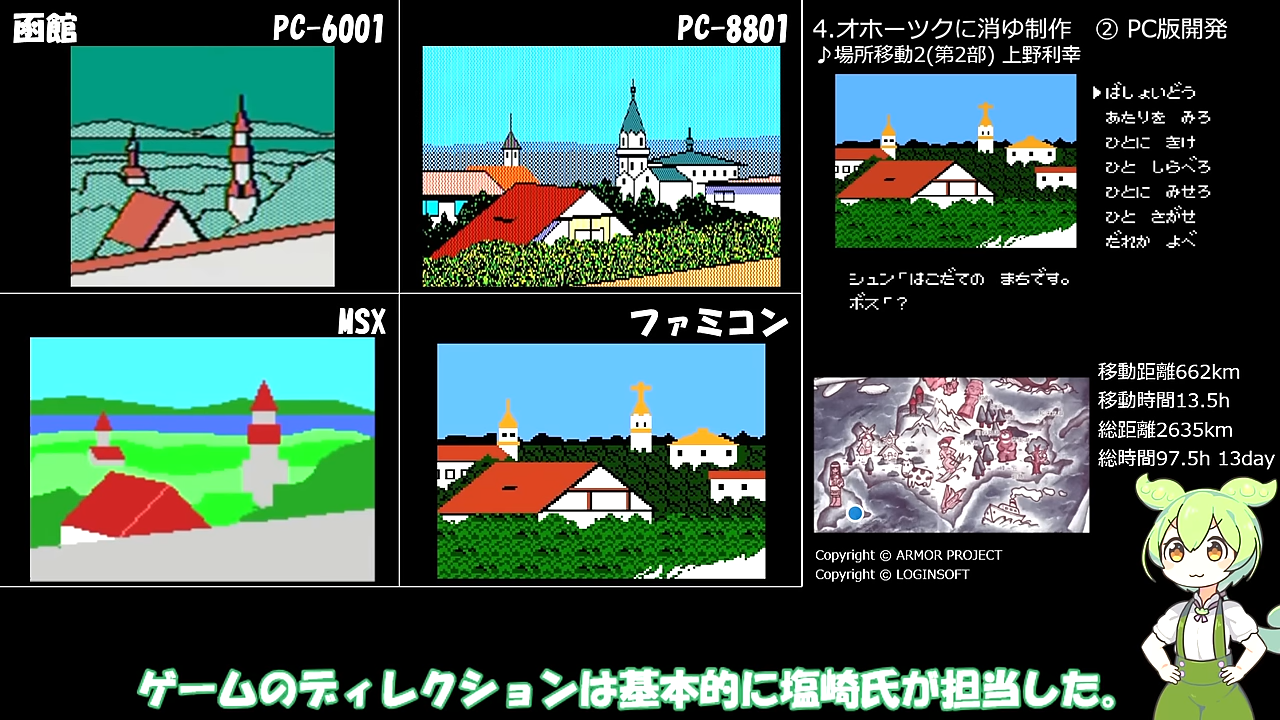 函館
PC-6001
PC-8801
MSX
ファミコン
4.オホーツクに消ゆ制作　② PC版開発
♪場所移動2(第2部) 上野利幸
ばしょいどう
あたりを　みろ
ひとに　きけ
ひと　しらべろ
ひとに　みせろ
ひと　さがせ
だれか　よべ
シュン「はこだての　まちです。
ボス「?
移動距離662km
移動時間13.5h
総距離2635km
総時間97.5h 13day
Copyright © ARMOR PROJECT
Copyright © LOGINSOFT
ゲームのディレクションは基本的に塩崎氏が担当した。